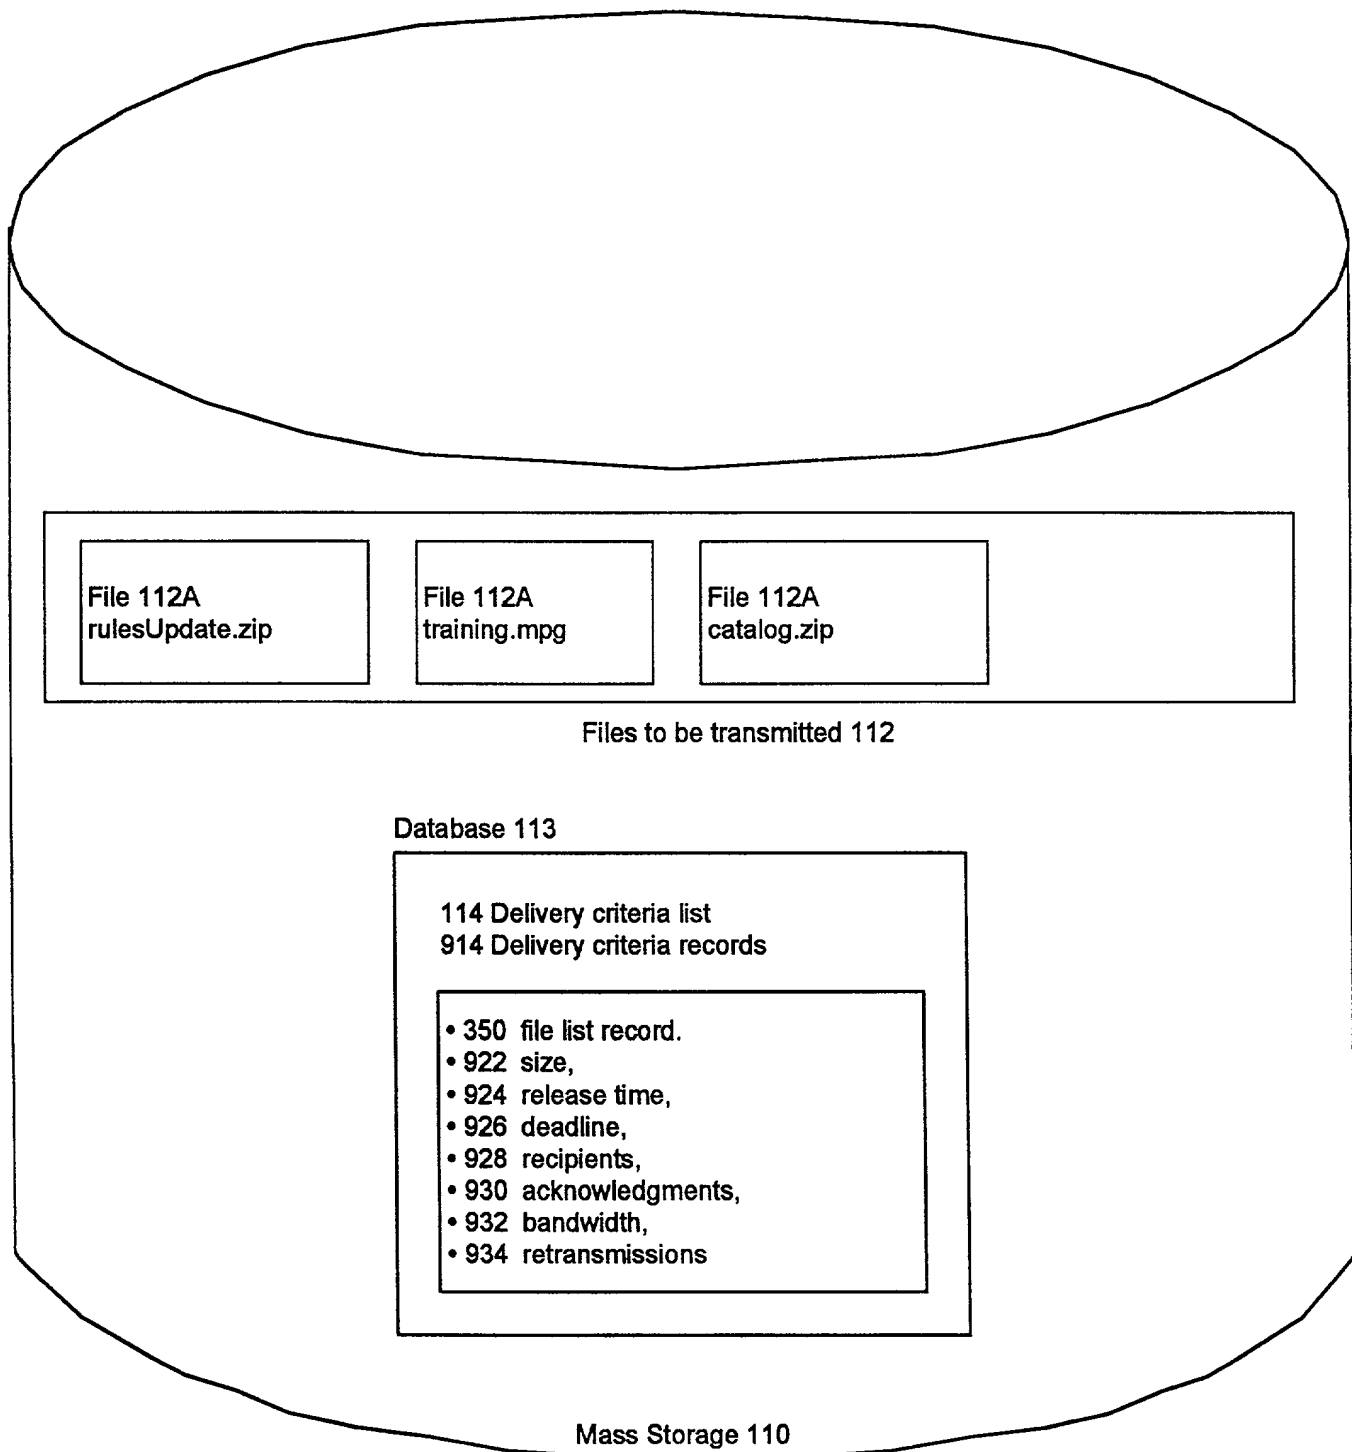 File 112A
rulesUpdate.zip
File 112A
training.mpg
File 112A
catalog.zip
Files to be transmitted 112
Database 113
114 Delivery criteria list
914 Delivery criteria records
• 350 file list record.
• 922 size,
• 924 release time,
• 926 deadline,
• 928 recipients,
• 930 acknowledgments,
• 932 bandwidth,
• 934 retransmissions
Mass Storage 110